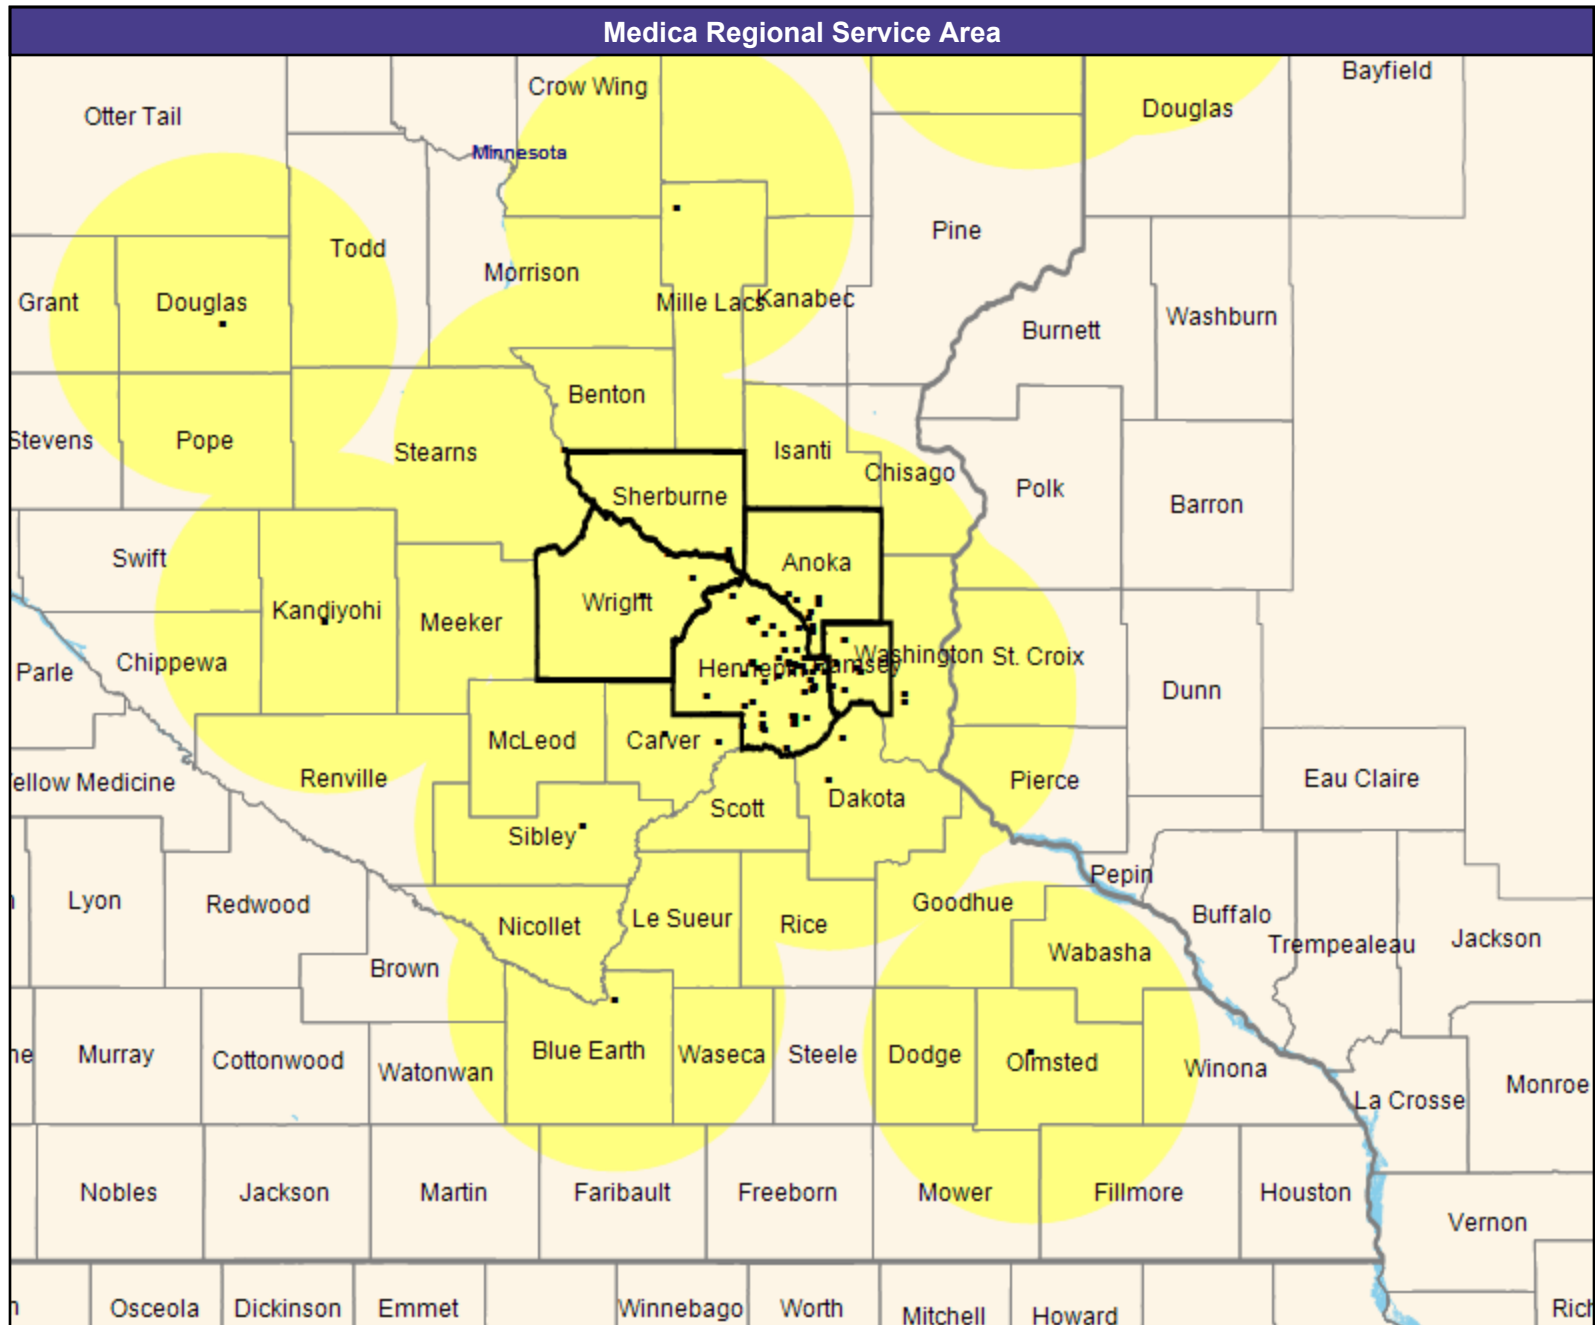 Medica Regional Service Area
Bayfield
Crow Wing
Douglas
Otter Tail
Minnesota
Pine
Todd
Morrison
Grant
Douglas
Mille Lacs
Kanabec
Washburn
Burnett
Benton
Stevens
Pope
Stearns
Isanti
Chisago
Polk
Sherburne
Barron
Swift
Anoka
Wright
Kandiyohi
Meeker
Parle
Chippewa
Hennepin
Ramsey
Washington
St. Croix
Dunn
McLeod
Carver
Renville
ellow Medicine
Pierce
Eau Claire
Scott
Dakota
Sibley
Pepin
Lyon
Redwood
Goodhue
Nicollet
Le Sueur
Rice
Buffalo
Trempealeau
Jackson
Wabasha
Brown
ne
Murray
Cottonwood
Watonwan
Blue Earth
Waseca
Steele
Dodge
Olmsted
Winona
La Crosse
Monroe
Nobles
Jackson
Martin
Faribault
Freeborn
Mower
Fillmore
Houston
Vernon
Osceola
Dickinson
Emmet
Winnebago
Worth
Mitchell
Howard
Rich